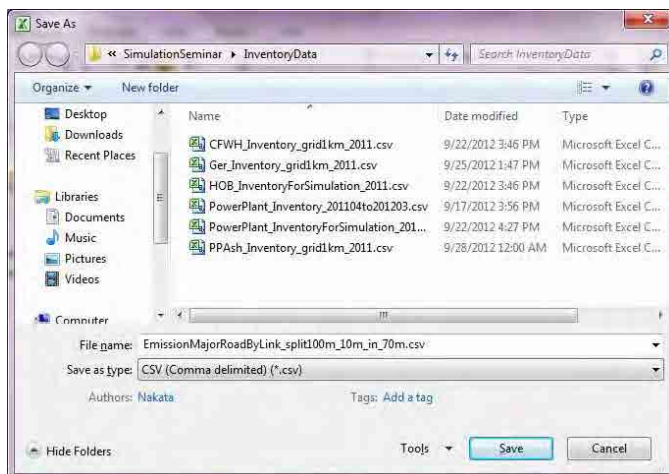 Save As
« SimulationSeminar ▸ InventoryData
Search InventoryData
Organize ▾ New folder
Desktop
Downloads
Recent Places
Libraries
Documents
Music
Pictures
Videos
Computer
Name Date modified Type
CFWH_Inventory_grid1km_2011.csv 9/22/2012 3:46 PM Microsoft Excel C...
Ger_Inventory_grid1km_2011.csv 9/25/2012 1:47 PM Microsoft Excel C...
HOB_InventoryForSimulation_2011.csv 9/22/2012 3:46 PM Microsoft Excel C...
PowerPlant_Inventory_201104to201203.csv 9/17/2012 3:56 PM Microsoft Excel C...
PowerPlant_InventoryForSimulation_201... 9/22/2012 4:27 PM Microsoft Excel C...
PPAsh_Inventory_grid1km_2011.csv 9/28/2012 12:00 AM Microsoft Excel C...
File name: EmissionMajorRoadByLink_split100m_10m_in_70m.csv
Save as type: CSV (Comma delimited) (*.csv)
Authors: Nakata Tags: Add a tag
Hide Folders Tools ▾ Save Cancel